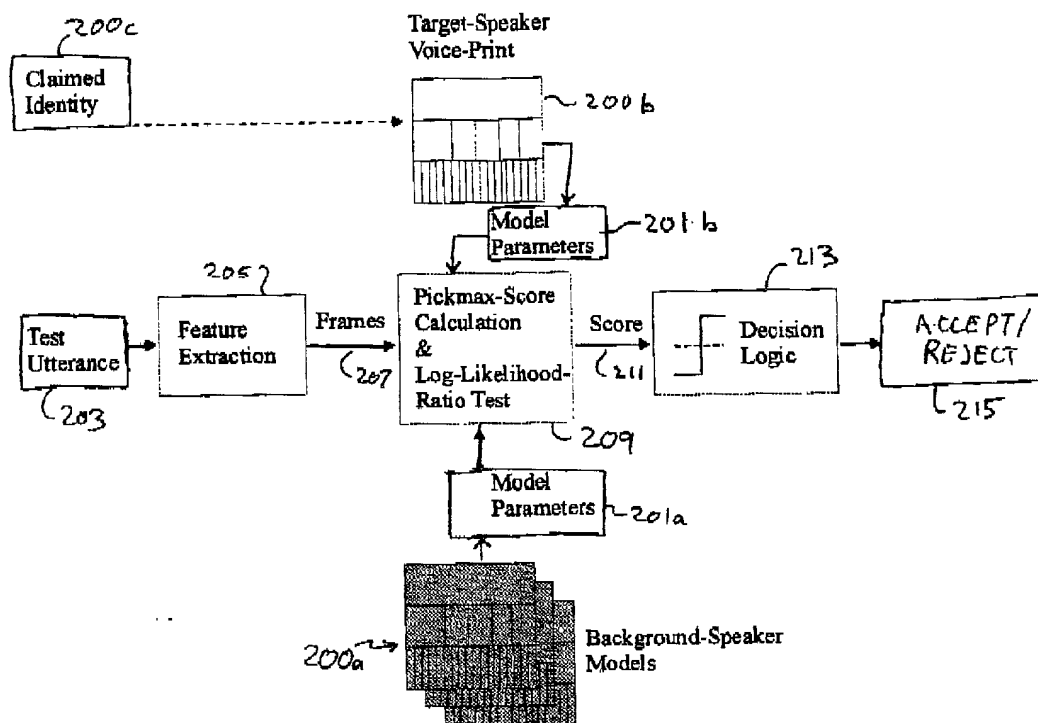 200c
Claimed
Identity
Target-Speaker
Voice-Print
200b
Model
Parameters
201b
Test
Utterance
203
205
Feature
Extraction
Frames
207
Pickmax-Score
Calculation
&
Log-Likelihood-
Ratio Test
209
Score
211
213
Decision
Logic
ACCEPT/
REJECT
215
Model
Parameters
201a
200a
Background-Speaker
Models